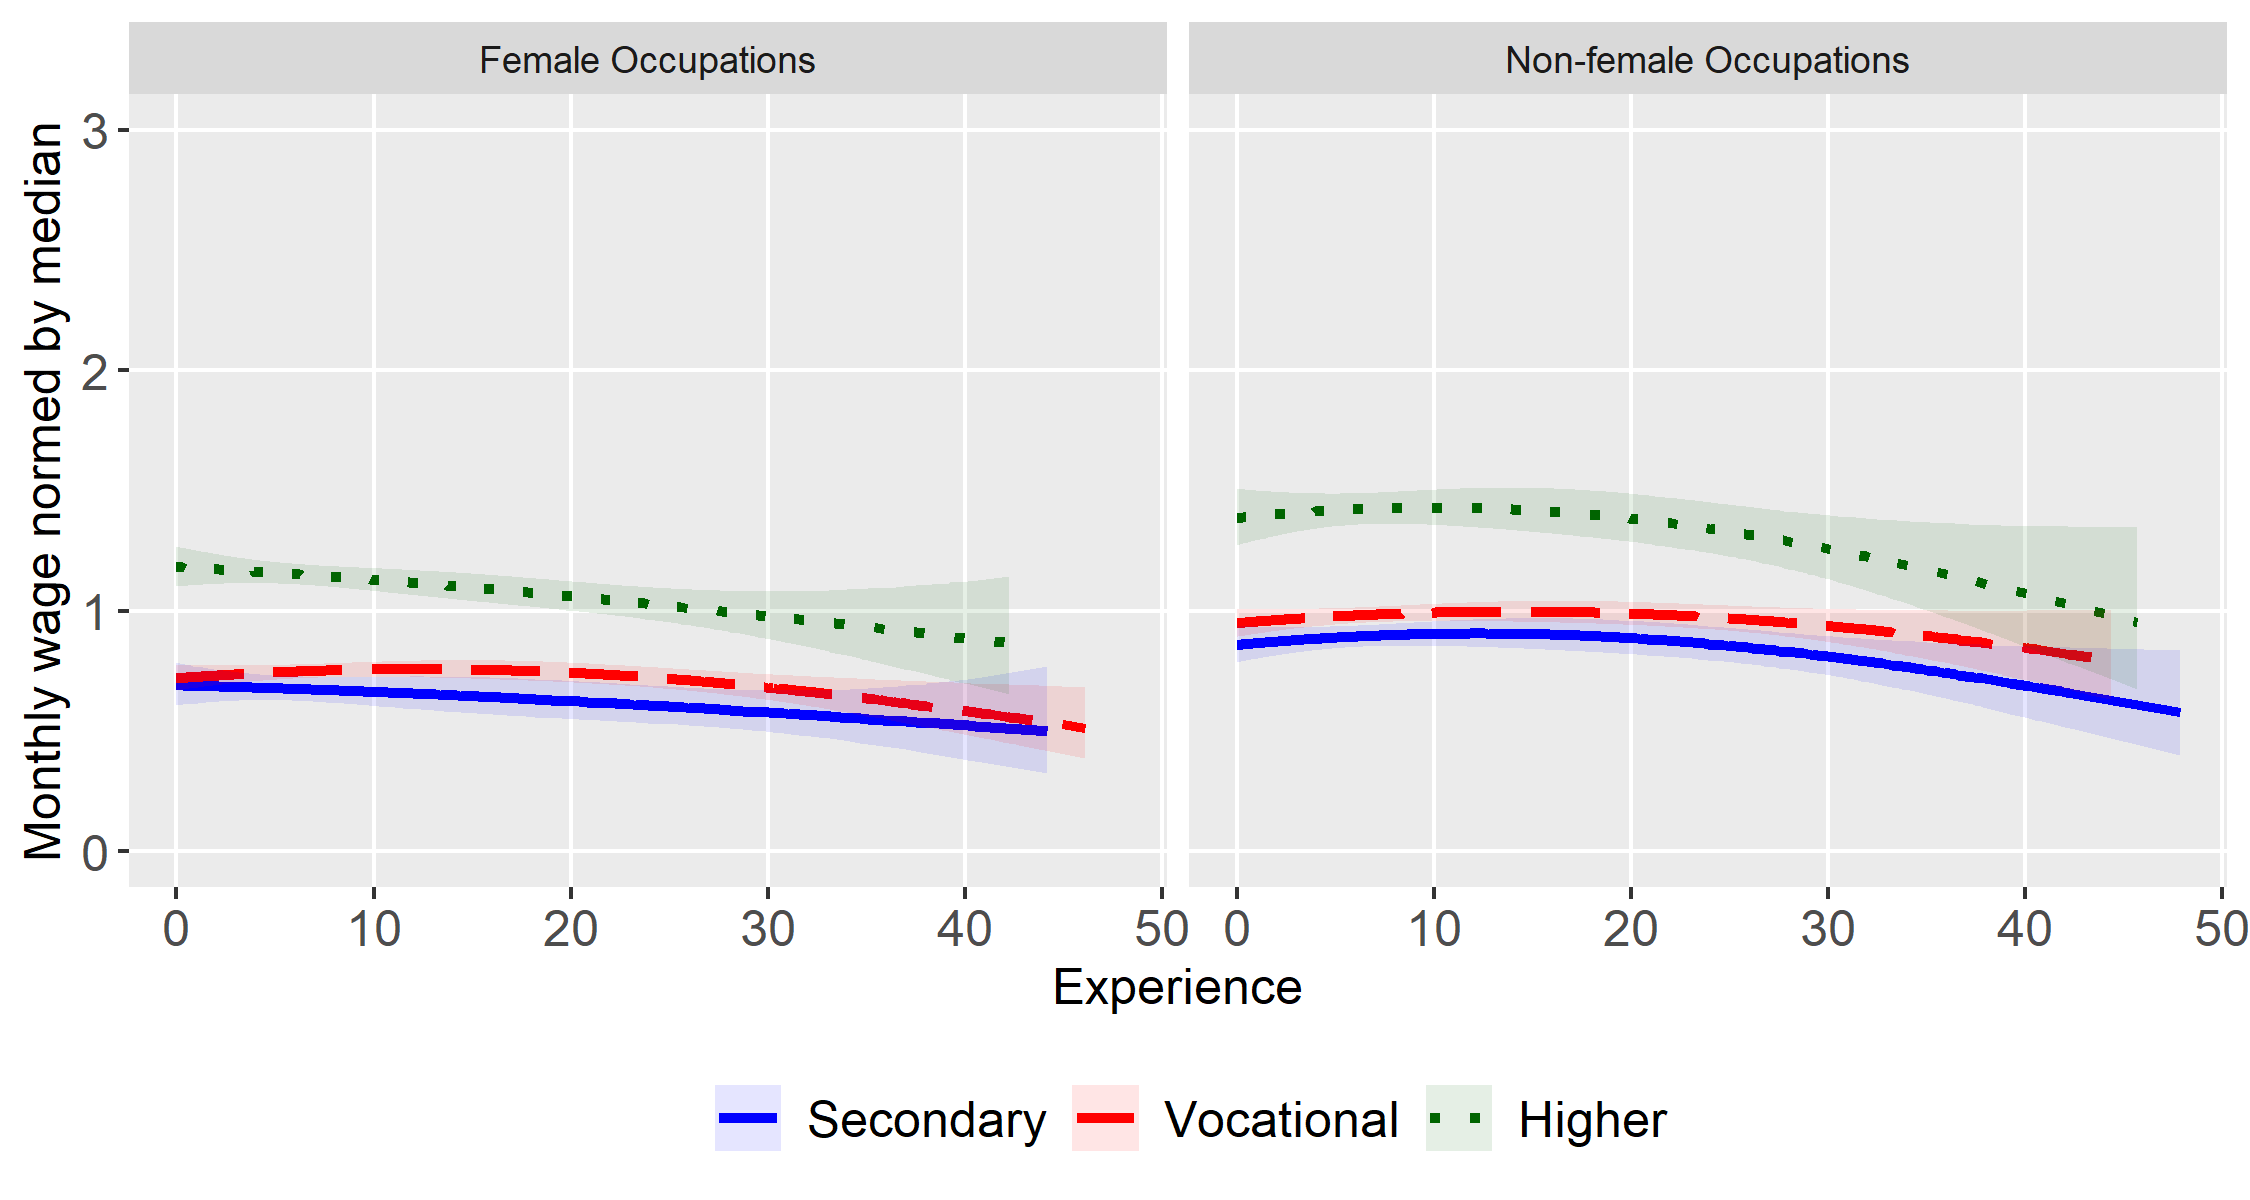 Female Occupations
Non-female Occupations
Monthly wage normed by median
3
2
1
0
0 10 20 30 40 50
0 10 20 30 40 50
Experience
Secondary Vocational Higher